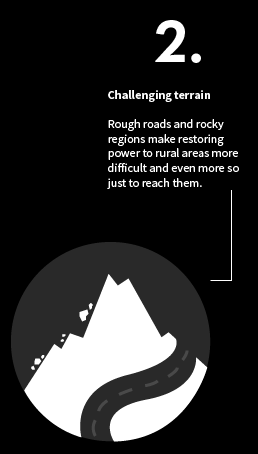 2.
Challenging terrain
Rough roads and rocky
regions make restoring
power to rural areas more
difficult and even more so
just to reach them.